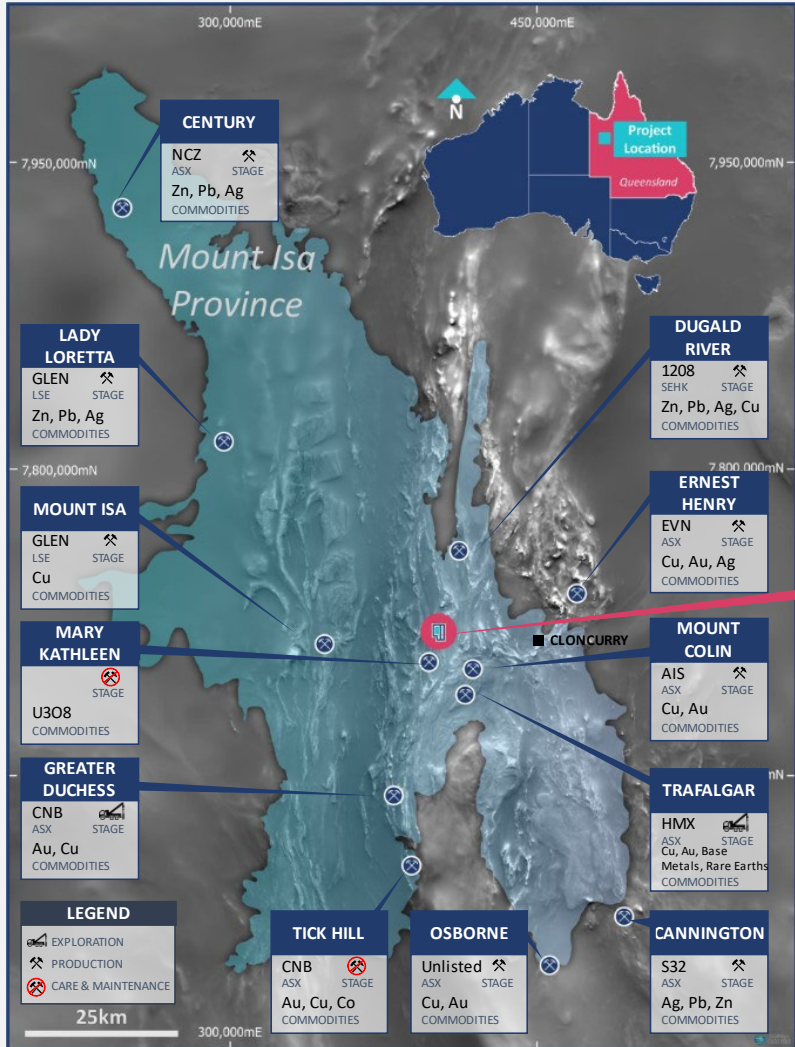 300,000mE
450,000mE
N
Project
Location
Queensland
7,950,000mN
7,950,000mN
CENTURY
NCZ
ASX STAGE
Zn, Pb, Ag
COMMODITIES
Mount Isa
Province
LADY
LORETTA
GLEN
LSE STAGE
Zn, Pb, Ag
COMMODITIES
DUGALD
RIVER
1208
SEHK STAGE
Zn, Pb, Ag, Cu
COMMODITIES
7,800,000mN
7,800,000mN
MOUNT ISA
GLEN
LSE STAGE
Cu
COMMODITIES
ERNEST
HENRY
EVN
ASX STAGE
Cu, Au, Ag
COMMODITIES
CLONCURRY
MARY
KATHLEEN
STAGE
U3O8
COMMODITIES
MOUNT
COLIN
AIS
ASX STAGE
Cu, Au
COMMODITIES
GREATER
DUCHESS
CNB
ASX STAGE
Au, Cu
COMMODITIES
mN
TRAFALGAR
HMX
ASX STAGE
Cu, Au, Base
Metals, Rare Earths
COMMODITIES
LEGEND
EXPLORATION
PRODUCTION
CARE & MAINTENANCE
25km
TICK HILL
CNB
ASX STAGE
Au, Cu, Co
COMMODITIES
OSBORNE
Unlisted
ASX STAGE
Cu, Au
COMMODITIES
CANNINGTON
S32
ASX STAGE
Ag, Pb, Zn
COMMODITIES
300,000mE